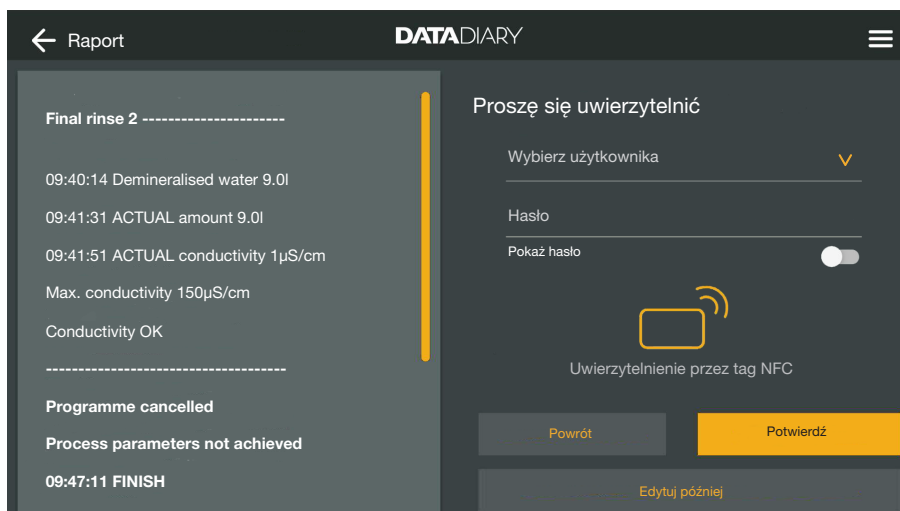 Raport
DATADIARY
Final rinse 2 ----------------------
09:40:14 Demineralised water 9.0l
09:41:31 ACTUAL amount 9.0l
09:41:51 ACTUAL conductivity 1µS/cm
Max. conductivity 150µS/cm
Conductivity OK
-------------------------------------
Programme cancelled
Process parameters not achieved
09:47:11 FINISH
Proszę się uwierzytelnić
Wybierz użytkownika
Hasło
Pokaż hasło
Uwierzytelnienie przez tag NFC
Powrót
Potwierdź
Edytuj później